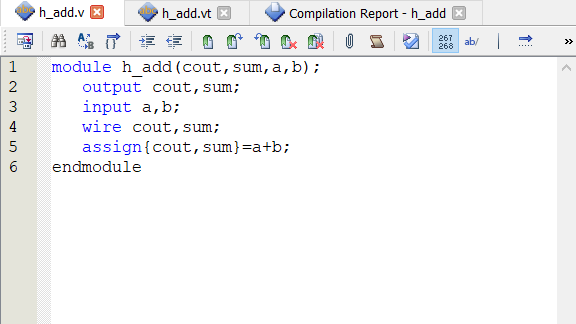 h_add.v h_add.vt Compilation Report - h_add
267
268
ab/
»
1 module h_add(cout,sum,a,b);
2 output cout,sum;
3 input a,b;
4 wire cout,sum;
5 assign{cout,sum}=a+b;
6 endmodule